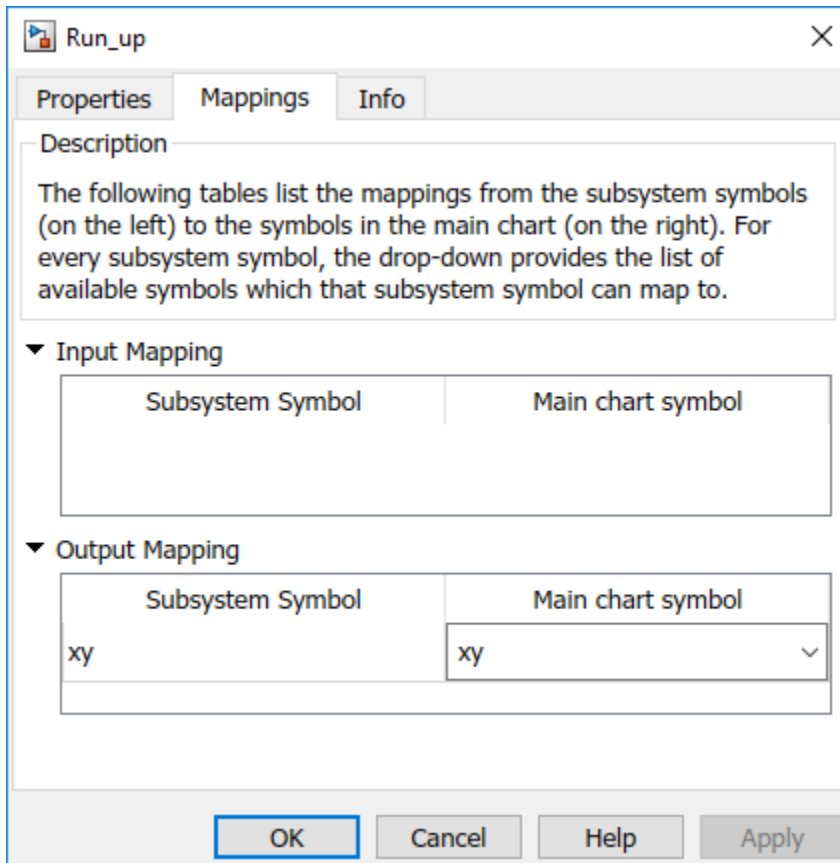 Run_up
Properties Mappings Info
Description
The following tables list the mappings from the subsystem symbols
(on the left) to the symbols in the main chart (on the right). For
every subsystem symbol, the drop-down provides the list of
available symbols which that subsystem symbol can map to.
Input Mapping
Subsystem Symbol Main chart symbol
Output Mapping
Subsystem Symbol Main chart symbol
xy xy
OK Cancel Help Apply